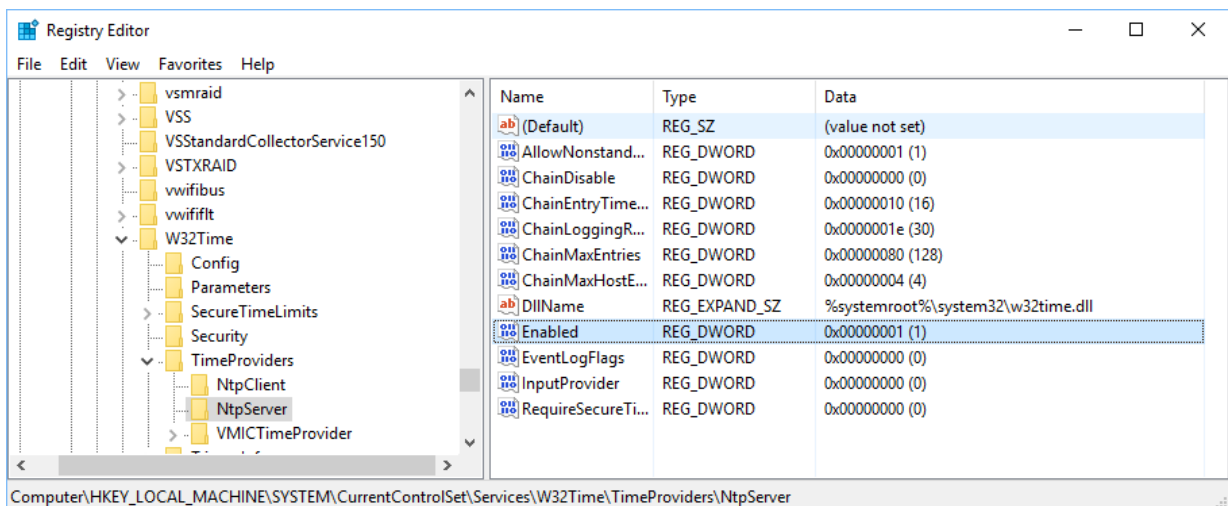 Registry Editor
File Edit View Favorites Help
vsmraid
VSS
VSStandardCollectorService150
VSTXRAID
vwifibus
vwififlt
W32Time
Config
Parameters
SecureTimeLimits
Security
TimeProviders
NtpClient
NtpServer
VMICTimeProvider
Name Type Data
(Default) REG_SZ (value not set)
AllowNonstand... REG_DWORD 0x00000001 (1)
ChainDisable REG_DWORD 0x00000000 (0)
ChainEntryTime... REG_DWORD 0x00000010 (16)
ChainLoggingR... REG_DWORD 0x0000001e (30)
ChainMaxEntries REG_DWORD 0x00000080 (128)
ChainMaxHostE... REG_DWORD 0x00000004 (4)
DllName REG_EXPAND_SZ %systemroot%\system32\w32time.dll
Enabled REG_DWORD 0x00000001 (1)
EventLogFlags REG_DWORD 0x00000000 (0)
InputProvider REG_DWORD 0x00000000 (0)
RequireSecureTi... REG_DWORD 0x00000000 (0)
Computer\HKEY_LOCAL_MACHINE\SYSTEM\CurrentControlSet\Services\W32Time\TimeProviders\NtpServer